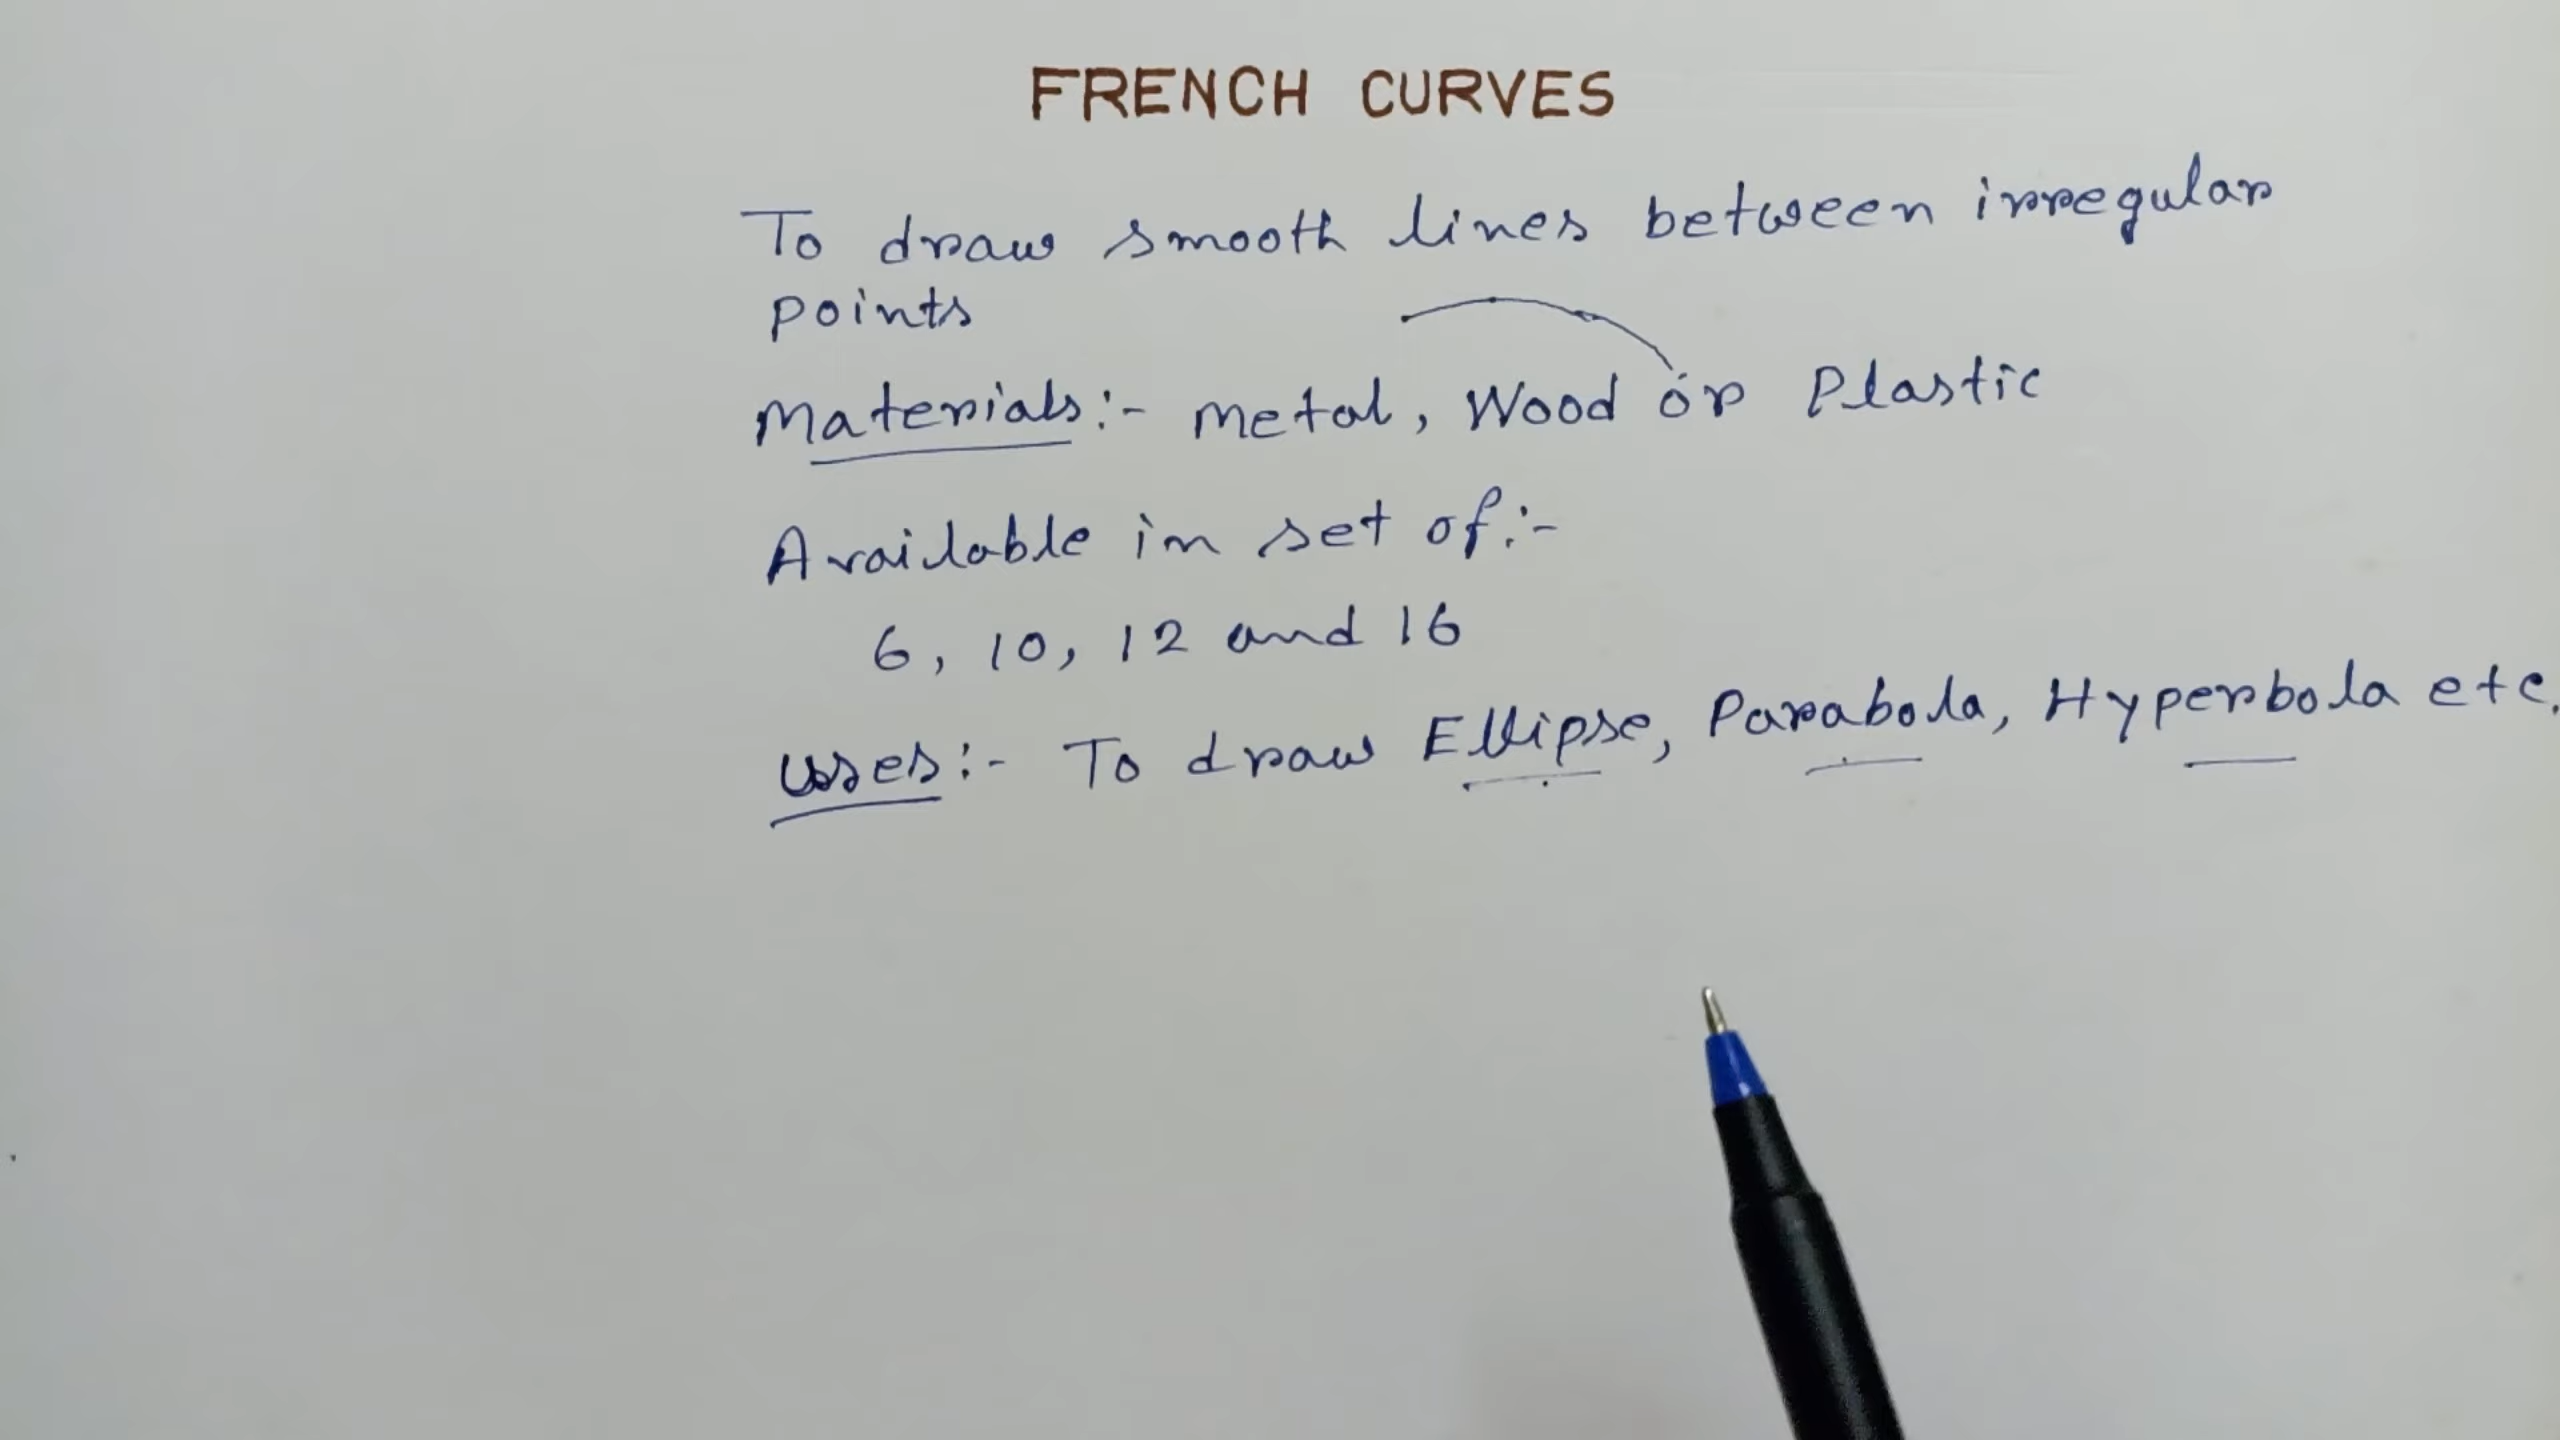 FRENCH CURVES
To draw smooth lines between irregular
points
Materials:- Metal, Wood or Plastic
Available in set of:-
6, 10, 12 and 16
Uses:- To draw Ellipse, Parabola, Hyperbola etc.